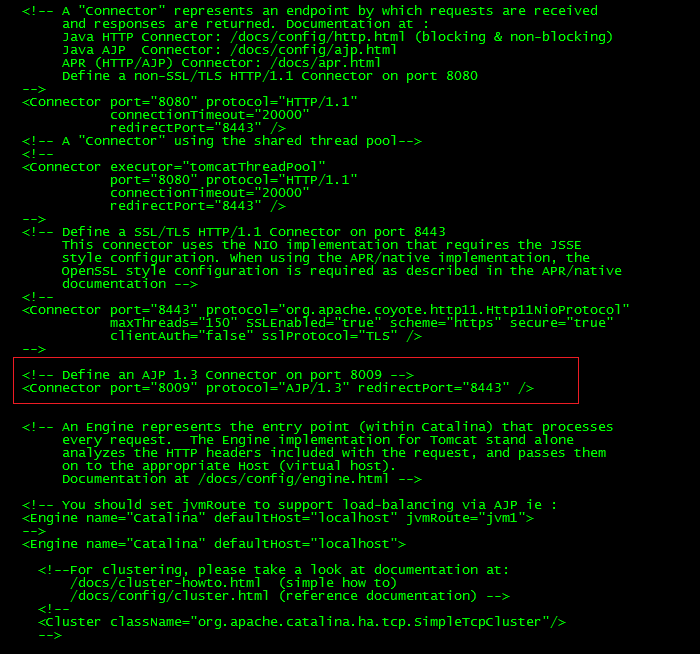 <!-- A "Connector" represents an endpoint by which requests are received
     and responses are returned. Documentation at :
     Java HTTP Connector: /docs/config/http.html (blocking & non-blocking)
     Java AJP  Connector: /docs/config/ajp.html
     APR (HTTP/AJP) Connector: /docs/apr.html
     Define a non-SSL/TLS HTTP/1.1 Connector on port 8080
-->
<Connector port="8080" protocol="HTTP/1.1"
           connectionTimeout="20000"
           redirectPort="8443" />
<!-- A "Connector" using the shared thread pool-->
<!--
<Connector executor="tomcatThreadPool"
           port="8080" protocol="HTTP/1.1"
           connectionTimeout="20000"
           redirectPort="8443" />
-->
<!-- Define a SSL/TLS HTTP/1.1 Connector on port 8443
     This connector uses the NIO implementation that requires the JSSE
     style configuration. When using the APR/native implementation, the
     OpenSSL style configuration is required as described in the APR/native
     documentation -->
<!--
<Connector port="8443" protocol="org.apache.coyote.http11.Http11NioProtocol"
           maxThreads="150" SSLEnabled="true" scheme="https" secure="true"
           clientAuth="false" sslProtocol="TLS" />
-->
<!-- Define an AJP 1.3 Connector on port 8009 -->
<Connector port="8009" protocol="AJP/1.3" redirectPort="8443" />
<!-- An Engine represents the entry point (within Catalina) that processes
     every request.  The Engine implementation for Tomcat stand alone
     analyzes the HTTP headers included with the request, and passes them
     on to the appropriate Host (virtual host).
     Documentation at /docs/config/engine.html -->
<!-- You should set jvmRoute to support load-balancing via AJP ie :
<Engine name="Catalina" defaultHost="localhost" jvmRoute="jvm1">
-->
<Engine name="Catalina" defaultHost="localhost">
  <!--For clustering, please take a look at documentation at:
      /docs/cluster-howto.html  (simple how to)
      /docs/config/cluster.html (reference documentation) -->
  <!--
  <Cluster className="org.apache.catalina.ha.tcp.SimpleTcpCluster"/>
  -->